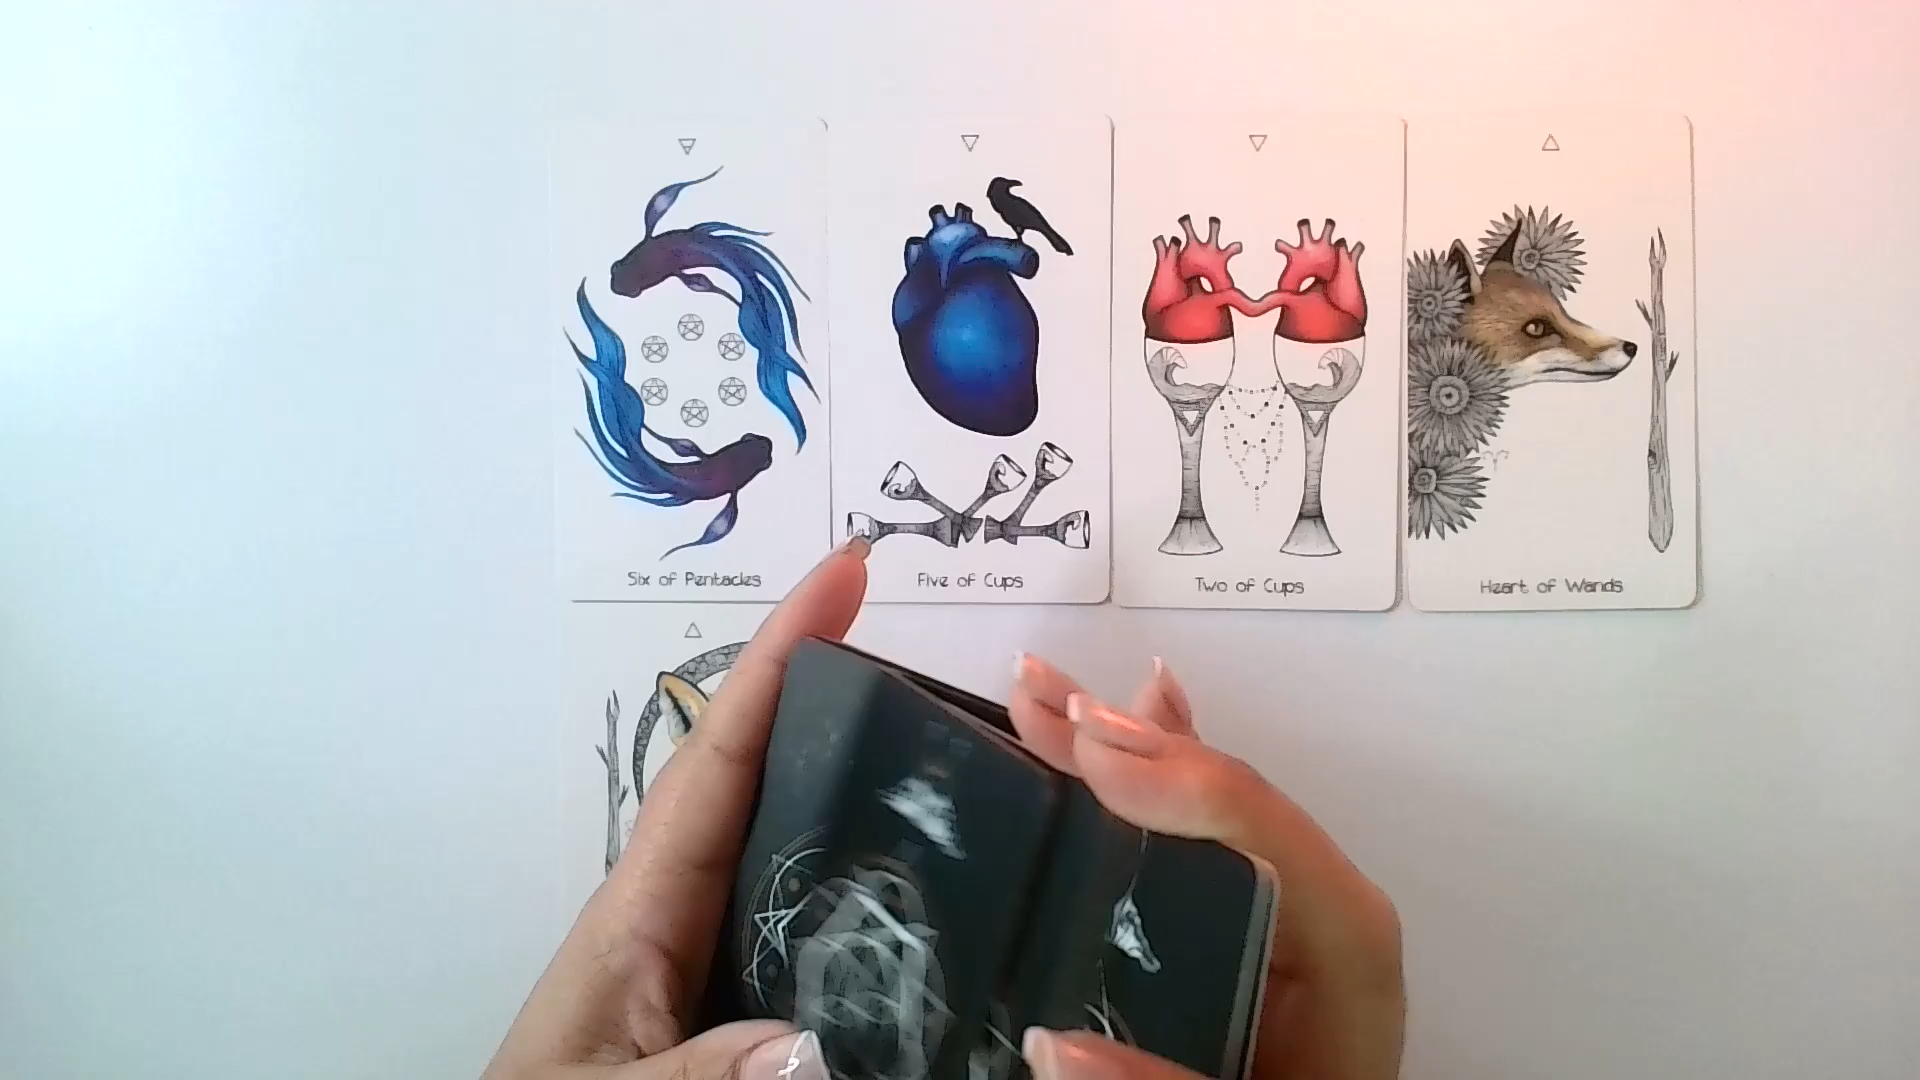 Six of Pentacles
Five of Cups
Two of Cups
Heart of Wands